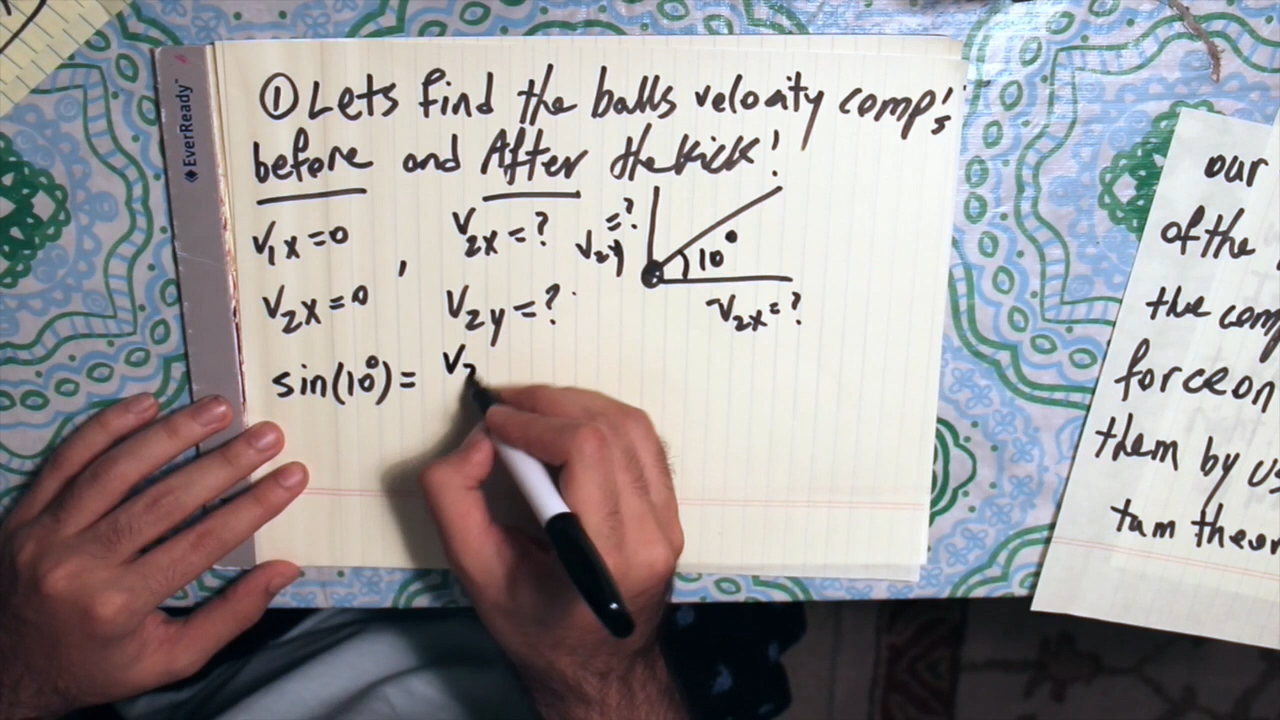 EverReady™
① Lets find the balls velocity comp's
before and After the kick!
V1x=0 , V2x=?
V2x=0 V2y=?
sin(10°)= V2
V2y=?
10°
V2x=?
our
of the
the comp
force on
them by us
tum theor